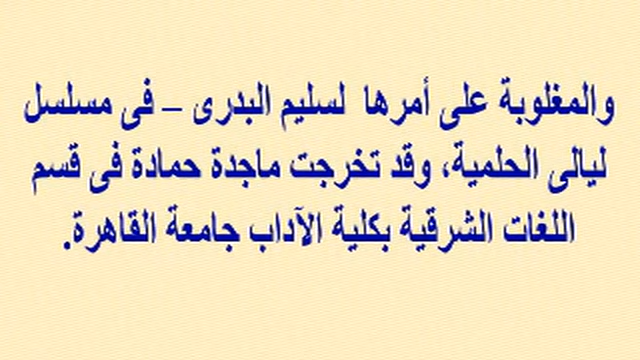 والمغلوبة على أمرها لسليم البدرى – فى مسلسل
ليالى الحلمية، وقد تخرجت ماجدة حمادة فى قسم
اللغات الشرقية بكلية الآداب جامعة القاهرة.